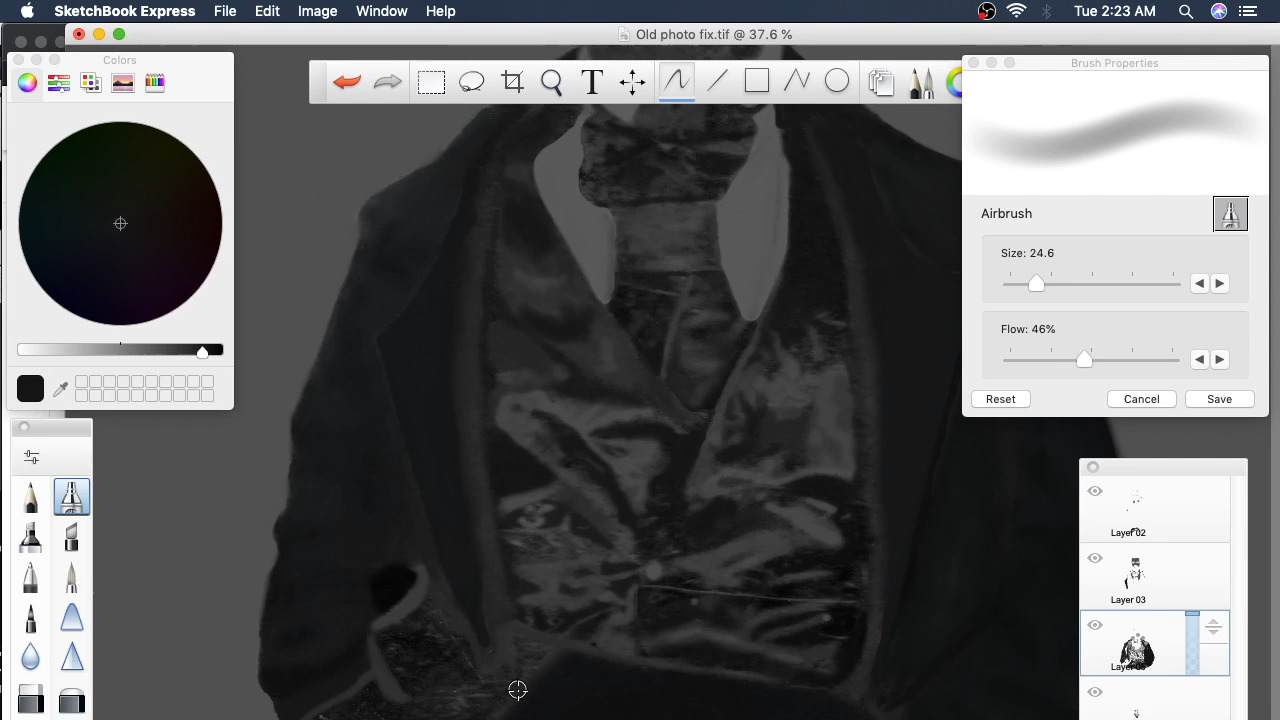 SketchBook Express File Edit Image Window Help Tue 2:23 AM
Old photo fix.tif @ 37.6 %
Colors
T
Brush Properties
Airbrush
Size: 24.6
Flow: 46%
Reset Cancel Save
Layer 02
Layer 03